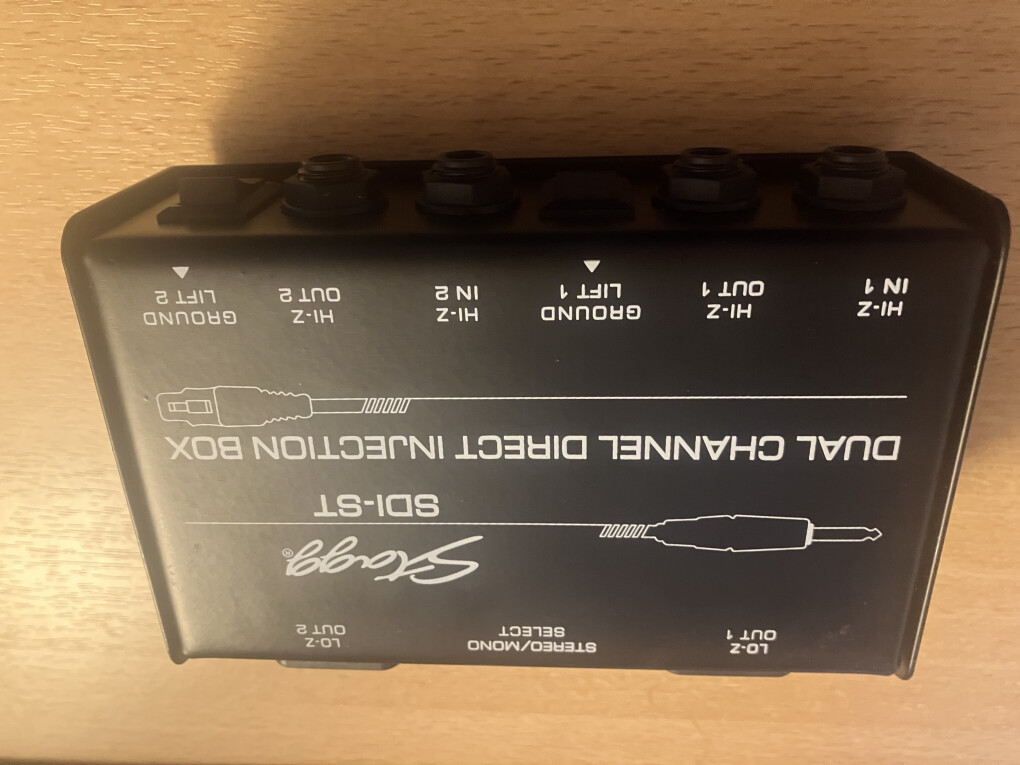 LO-Z
OUT 1
STEREO/MONO
SELECT
LO-Z
OUT 2
Stagg®
SDI-ST
DUAL CHANNEL DIRECT INJECTION BOX
HI-Z
IN 1
HI-Z
OUT 1
GROUND
LIFT 1
HI-Z
IN 2
HI-Z
OUT 2
GROUND
LIFT 2